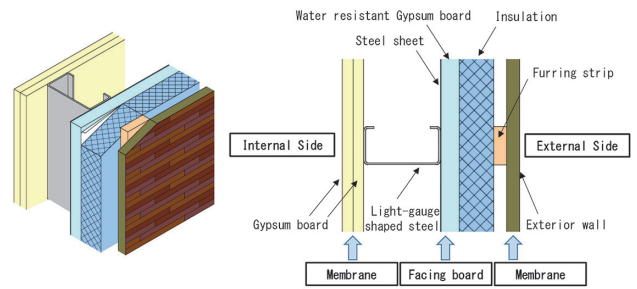 Water resistant Gypsum board
Insulation
Steel sheet
Furring strip
Internal Side
External Side
Gypsum board
Light-gauge
shaped steel
Exterior wall
Membrane
Facing board
Membrane